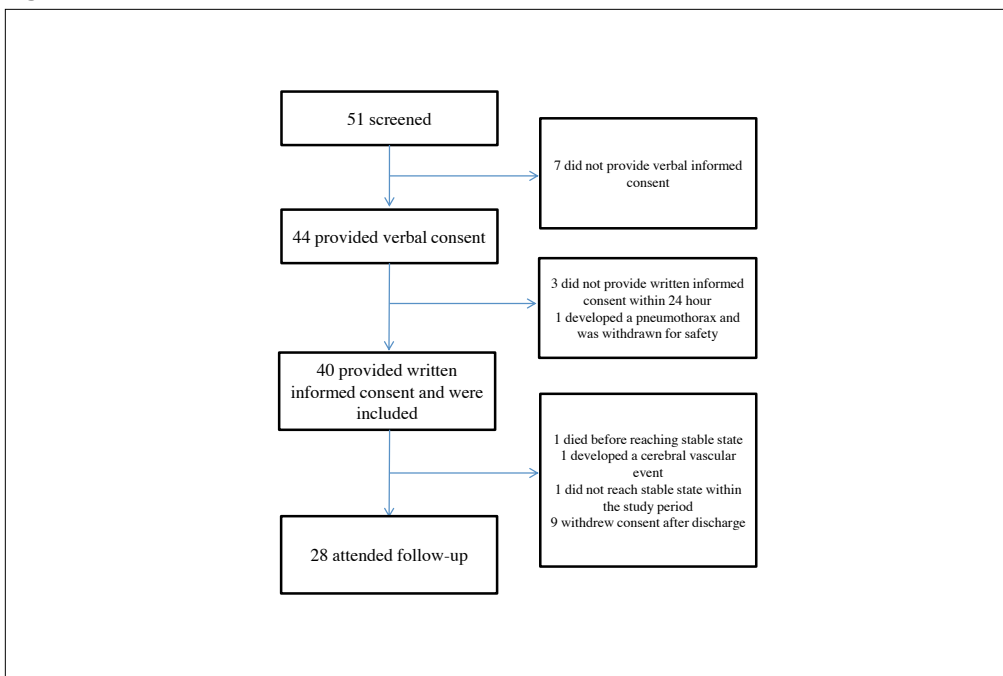 51 screened
7 did not provide verbal informed
consent
44 provided verbal consent
3 did not provide written informed
consent within 24 hour
1 developed a pneumothorax and
was withdrawn for safety
40 provided written
informed consent and were
included
1 died before reaching stable state
1 developed a cerebral vascular
event
1 did not reach stable state within
the study period
9 withdrew consent after discharge
28 attended follow-up